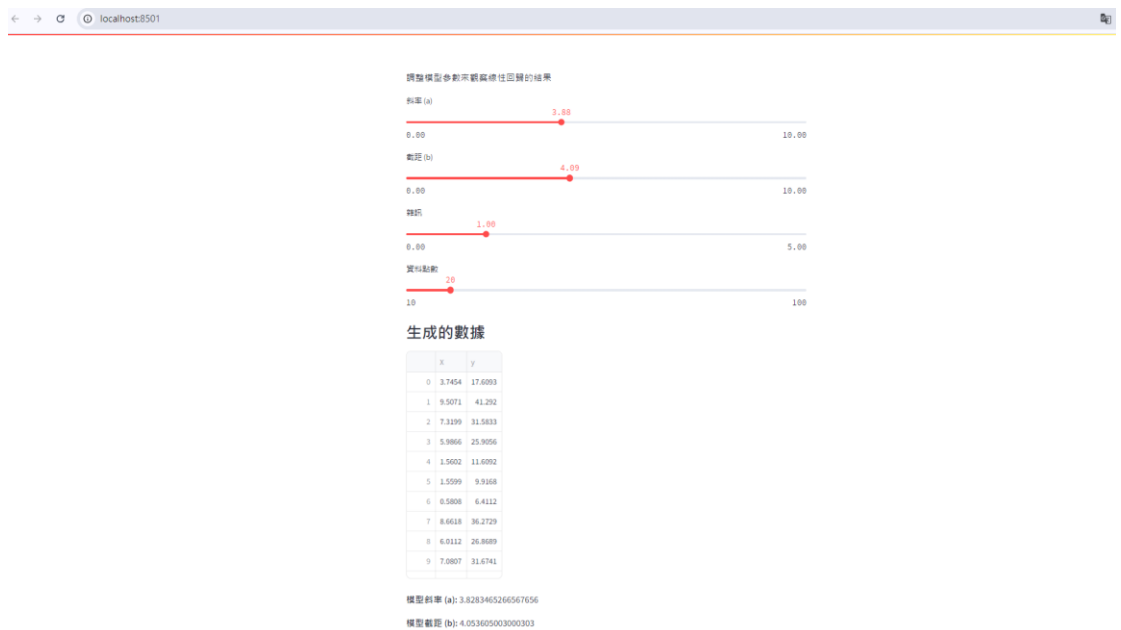 localhost:8501
調整模型參數來觀察線性回歸的結果
斜率 (a)
3.88
0.00 10.00
截距 (b)
4.09
0.00 10.00
雜訊
1.00
0.00 5.00
資料點數
20
10 100
生成的數據
x y
0 3.7454 17.6093
1 9.5071 41.292
2 7.3199 31.5833
3 5.9866 25.9056
4 1.5602 11.6092
5 1.5599 9.9168
6 0.5808 6.4112
7 8.6618 36.2729
8 6.0112 26.8689
9 7.0807 31.6741
模型斜率 (a): 3.8283465266567656
模型截距 (b): 4.053605003000303